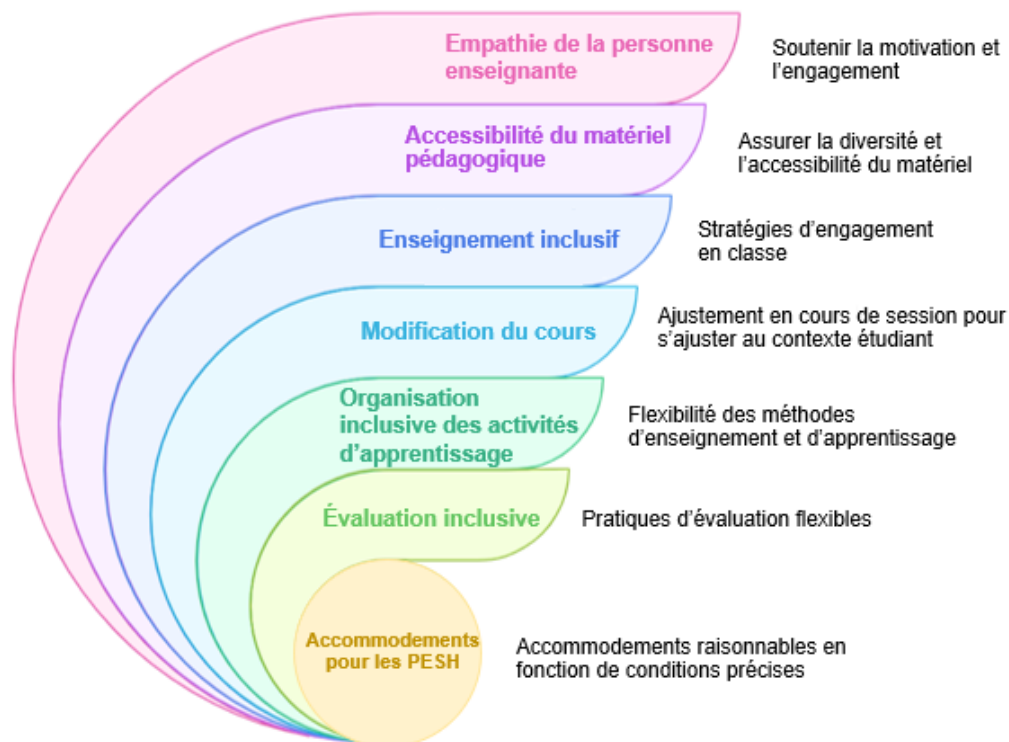 Empathie de la personne
enseignante
Soutenir la motivation et
l'engagement
Accessibilité du matériel
pédagogique
Assurer la diversité et
l'accessibilité du matériel
Enseignement inclusif
Stratégies d'engagement
en classe
Modification du cours
Ajustement en cours de session pour
s'ajuster au contexte étudiant
Organisation
inclusive des activités
d'apprentissage
Flexibilité des méthodes
d'enseignement et d'apprentissage
Évaluation inclusive
Pratiques d'évaluation flexibles
Accommodements
pour les PESH
Accommodements raisonnables en
fonction de conditions précises